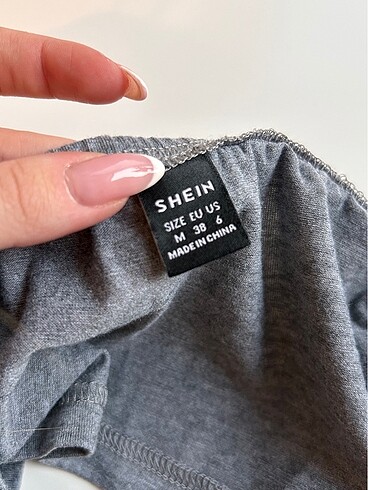 SHEIN
SIZE EU US
M 38 6
MADE IN CHINA